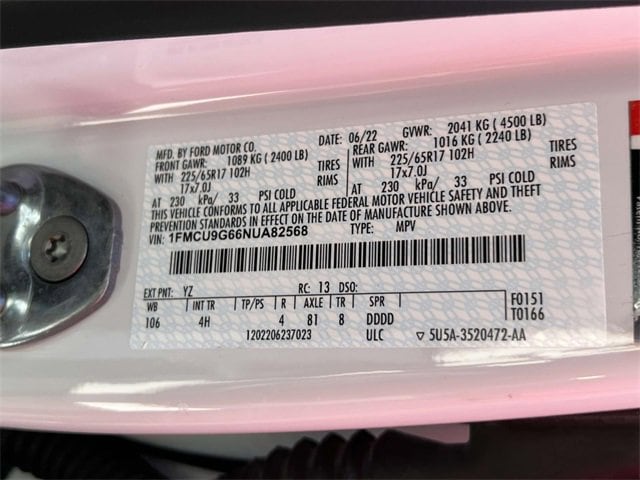 MFD. BY FORD MOTOR CO. DATE: 06/22 GVWR: 2041 KG ( 4500 LB)
FRONT GAWR: 1089 KG ( 2400 LB) REAR GAWR: 1016 KG ( 2240 LB)
WITH 225/65R17 102H TIRES WITH 225/65R17 102H TIRES
17x7.0J RIMS 17x7.0J RIMS
AT 230 kPa/ 33 PSI COLD AT 230 kPa/ 33 PSI COLD
THIS VEHICLE CONFORMS TO ALL APPLICABLE FEDERAL MOTOR VEHICLE SAFETY AND THEFT
PREVENTION STANDARDS IN EFFECT ON THE DATE OF MANUFACTURE SHOWN ABOVE.
VIN: 1FMCU9G66NUA82568 TYPE: MPV
EXT PNT: YZ RC: 13 DSO:
WB INT TR TP/PS R AXLE TR SPR F0151
106 4H 4 81 8 DDDD T0166
1202206237023 ULC ▽ 5U5A-3520472-AA